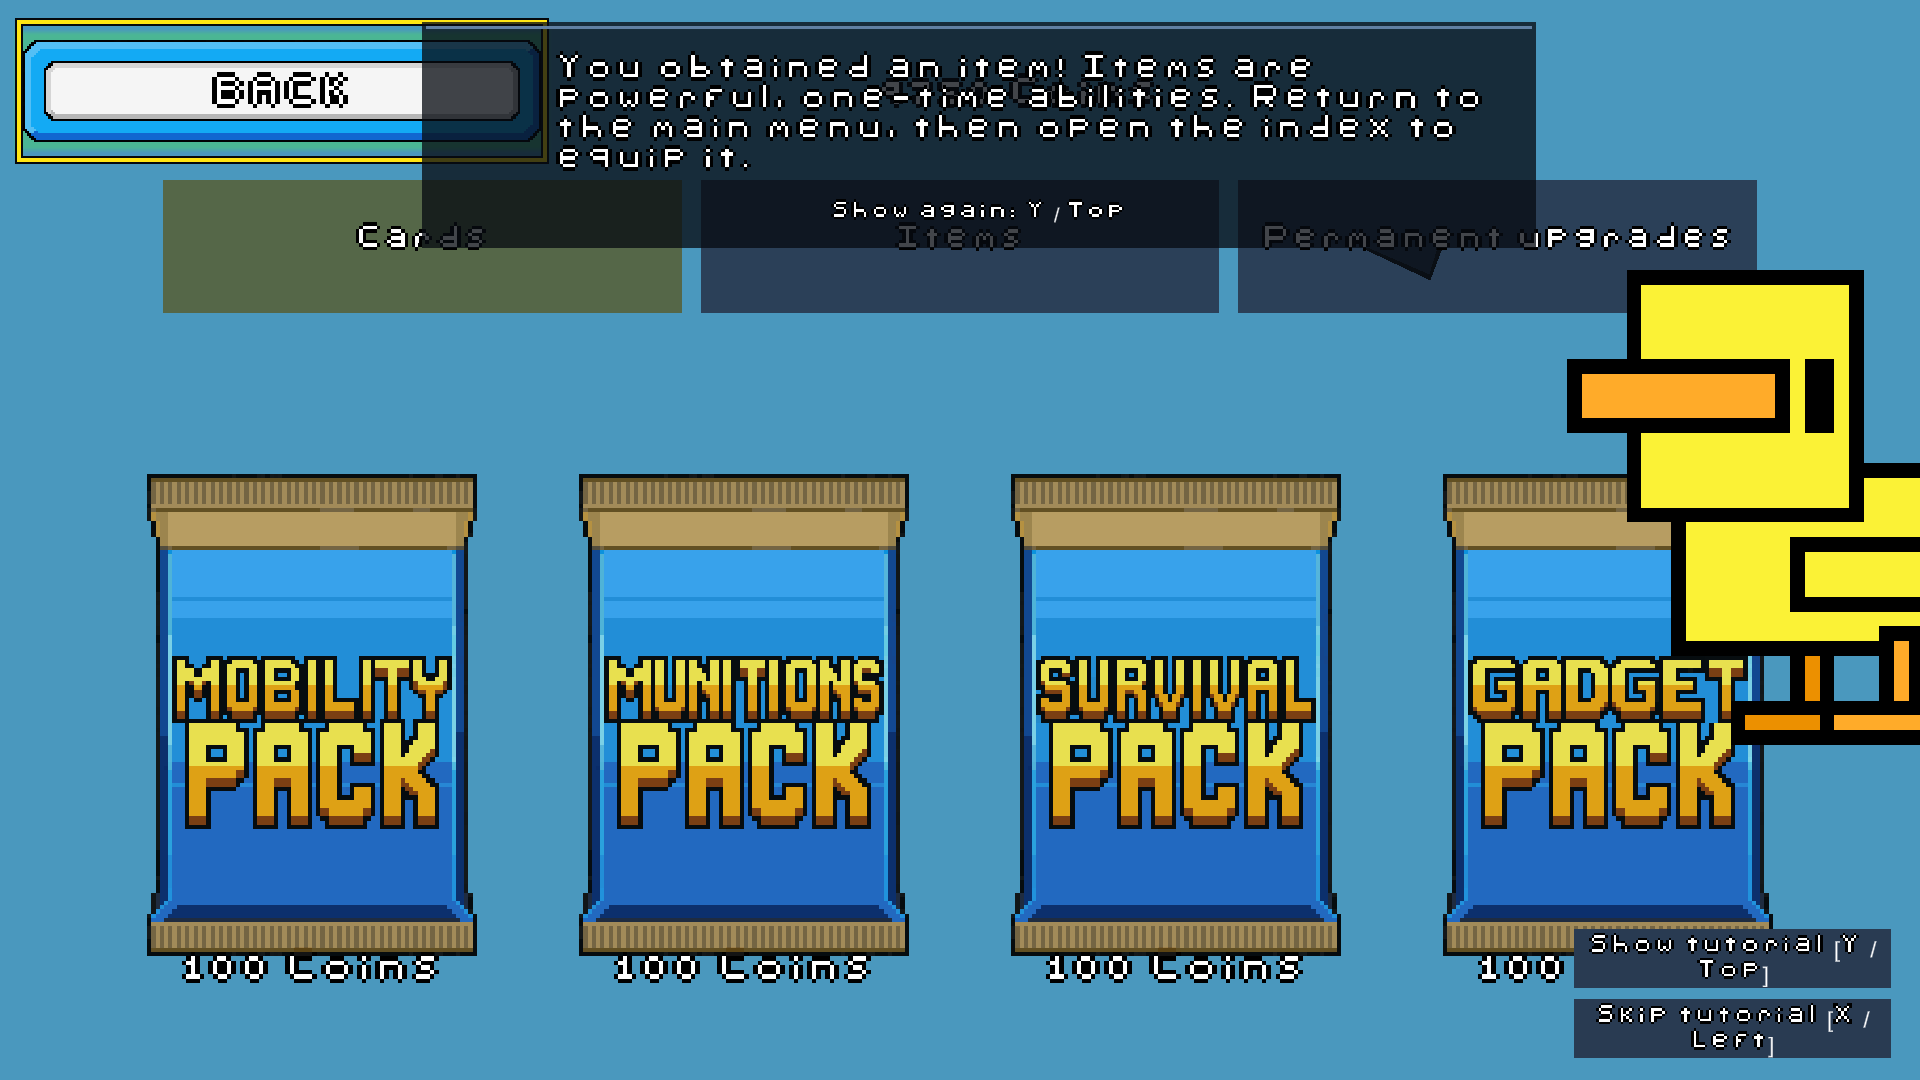 BACK
You obtained an item! Items are
powerful, one-time abilities. Return to
the main menu, then open the index to
equip it.
Show again: Y / Top
Cards
Items
Permanent upgrades
MOBILITY
PACK
100 Coins
MUNITIONS
PACK
100 Coins
SURVIVAL
PACK
100 Coins
GADGET
PACK
100
Show tutorial [Y /
Top]
Skip tutorial [X /
Left]